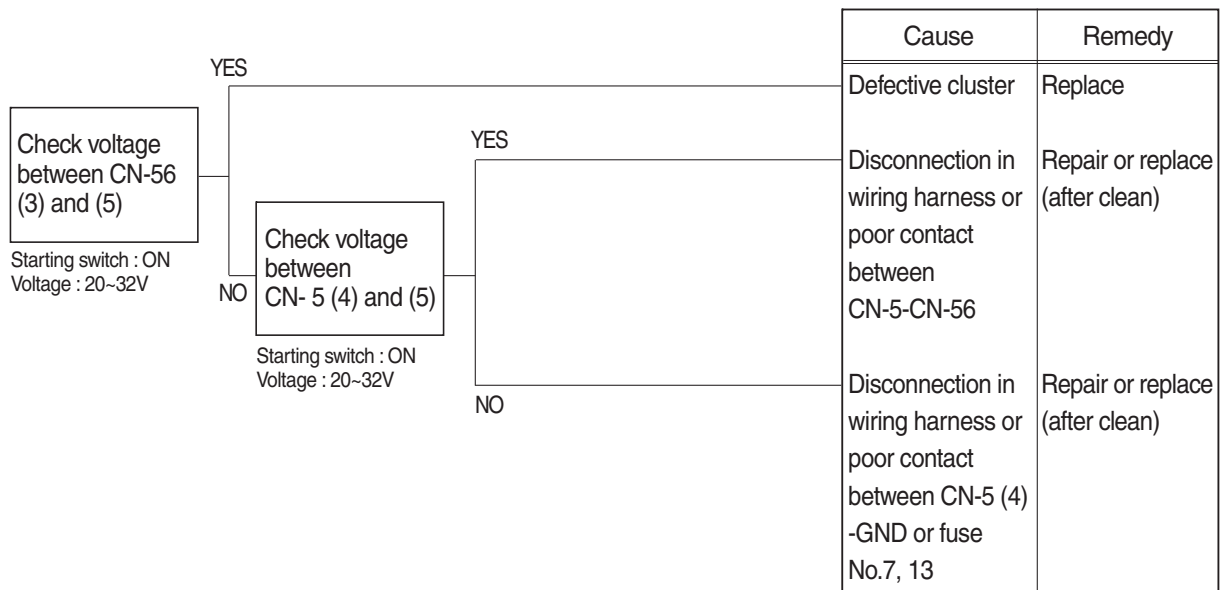 Cause
Remedy
YES
Defective cluster
Replace
Check voltage
between CN-56
(3) and (5)
Starting switch : ON
Voltage : 20~32V
YES
Disconnection in
wiring harness or
poor contact
between
CN-5-CN-56
Repair or replace
(after clean)
NO
Check voltage
between
CN- 5 (4) and (5)
Starting switch : ON
Voltage : 20~32V
NO
Disconnection in
wiring harness or
poor contact
between CN-5 (4)
-GND or fuse
No.7, 13
Repair or replace
(after clean)